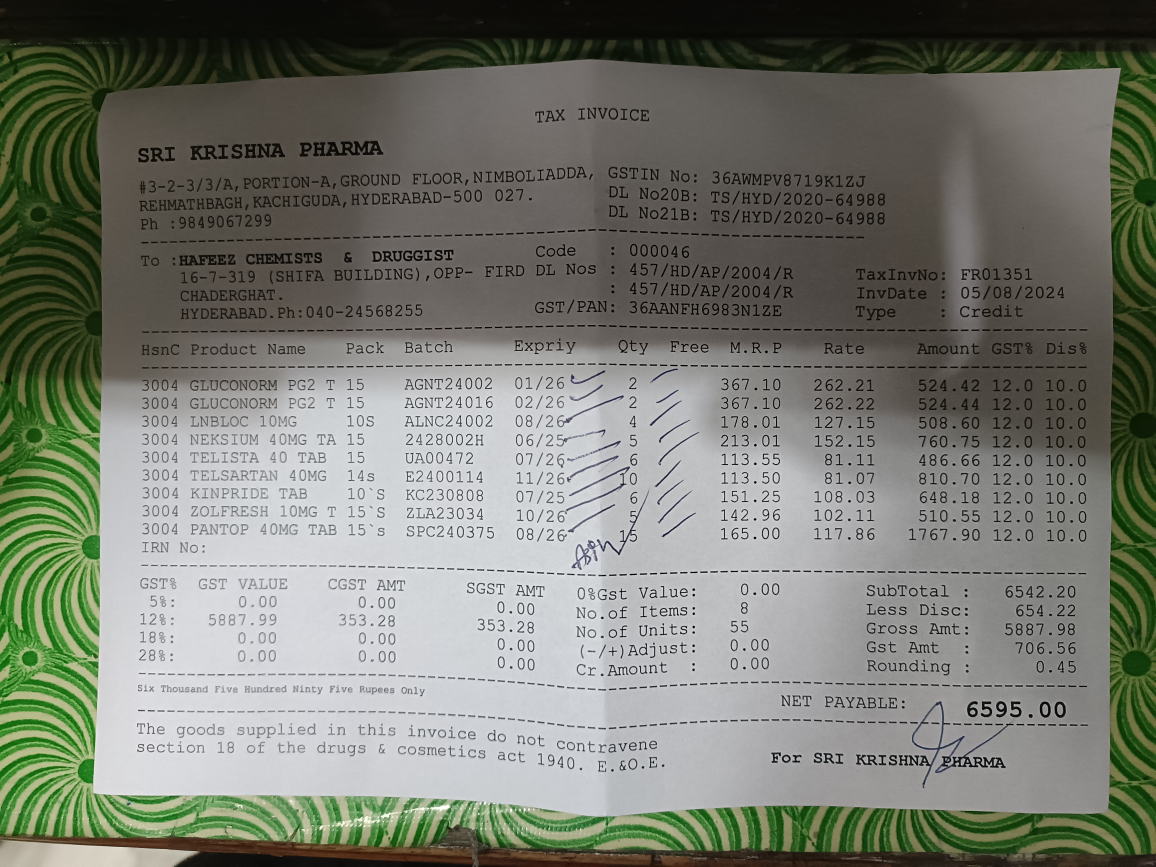 TAX INVOICE
SRI KRISHNA PHARMA
#3-2-3/3/A,PORTION-A,GROUND FLOOR,NIMBOLIADDA, GSTIN No: 36AWMPV8719K1ZJ
REHMATHBAGH,KACHIGUDA,HYDERABAD-500 027. DL No20B: TS/HYD/2020-64988
Ph :9849067299 DL No21B: TS/HYD/2020-64988
To :HAFEEZ CHEMISTS & DRUGGIST Code : 000046
16-7-319 (SHIFA BUILDING),OPP- FIRD DL Nos : 457/HD/AP/2004/R TaxInvNo: FR01351
CHADERGHAT. : 457/HD/AP/2004/R InvDate : 05/08/2024
HYDERABAD.Ph:040-24568255 GST/PAN: 36AANFH6983N1ZE Type : Credit
HsnC Product Name Pack Batch Expriy Qty Free M.R.P Rate Amount GST% Dis%
3004 GLUCONORM PG2 T 15 AGNT24002 01/26 2 367.10 262.21 524.42 12.0 10.0
3004 GLUCONORM PG2 T 15 AGNT24016 02/26 2 367.10 262.22 524.44 12.0 10.0
3004 LNBLOC 10MG 10S ALNC24002 08/26 4 178.01 127.15 508.60 12.0 10.0
3004 NEKSIUM 40MG TA 15 2428002H 06/25 5 213.01 152.15 760.75 12.0 10.0
3004 TELISTA 40 TAB 15 UA00472 07/26 6 113.55 81.11 486.66 12.0 10.0
3004 TELSARTAN 40MG 14s E2400114 11/26 10 113.50 81.07 810.70 12.0 10.0
3004 KINPRIDE TAB 10`S KC230808 07/25 6 151.25 108.03 648.18 12.0 10.0
3004 ZOLFRESH 10MG T 15`S ZLA23034 10/26 5 142.96 102.11 510.55 12.0 10.0
3004 PANTOP 40MG TAB 15`s SPC240375 08/26 15 165.00 117.86 1767.90 12.0 10.0
IRN No:
GST% GST VALUE CGST AMT SGST AMT 0%Gst Value: 0.00 SubTotal : 6542.20
5%: 0.00 0.00 0.00 No.of Items: 8 Less Disc: 654.22
12%: 5887.99 353.28 353.28 No.of Units: 55 Gross Amt: 5887.98
18%: 0.00 0.00 0.00 (-/+)Adjust: 0.00 Gst Amt : 706.56
28%: 0.00 0.00 0.00 Cr.Amount : 0.00 Rounding : 0.45
Six Thousand Five Hundred Ninty Five Rupees Only
NET PAYABLE: 6595.00
The goods supplied in this invoice do not contravene
section 18 of the drugs & cosmetics act 1940. E.&O.E.
For SRI KRISHNA PHARMA